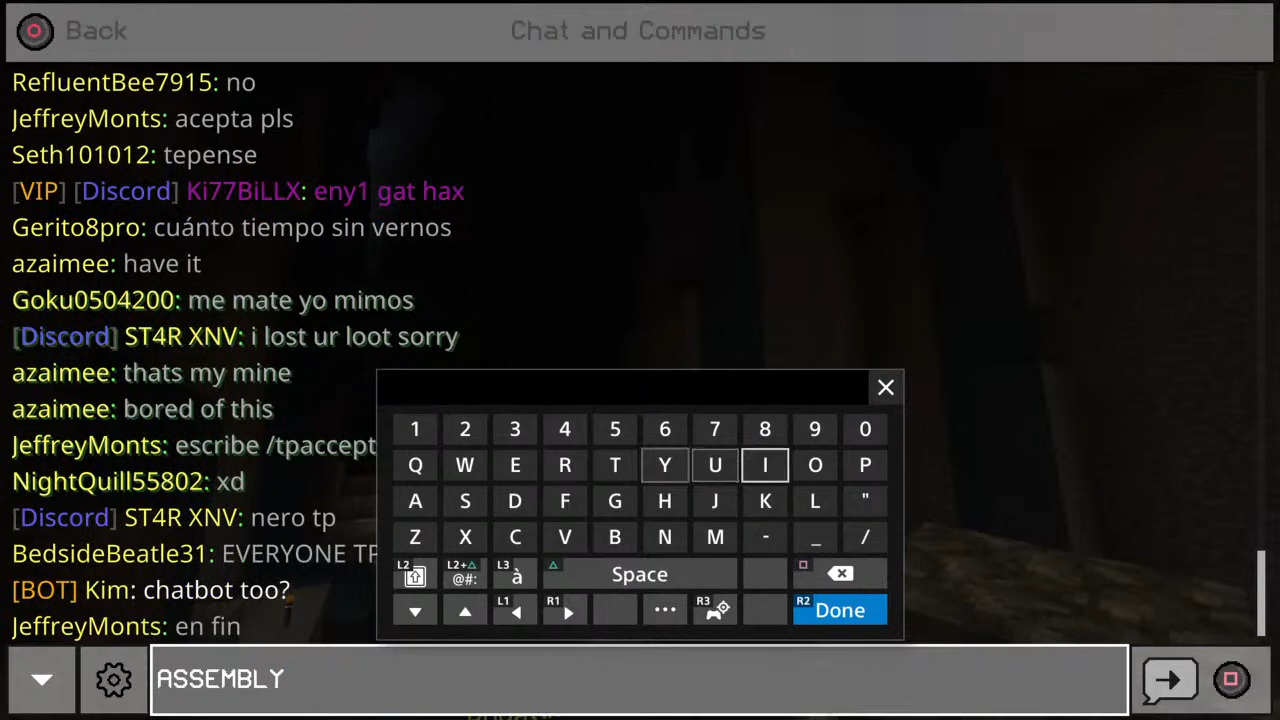 Back
Chat and Commands
RefluentBee7915: no
JeffreyMonts: acepta pls
Seth101012: tepense
[VIP] [Discord] Ki77BiLLX: eny1 gat hax
Gerito8pro: cuánto tiempo sin vernos
azaimee: have it
Goku0504200: me mate yo mimos
[Discord] ST4R XNV: i lost ur loot sorry
azaimee: thats my mine
azaimee: bored of this
JeffreyMonts: escribe /tpaccept
NightQuill55802: xd
[Discord] ST4R XNV: nero tp
BedsideBeatle31: EVERYONE TP
[BOT] Kim: chatbot too?
JeffreyMonts: en fin
1 2 3 4 5 6 7 8 9 0
Q W E R T Y U I O P
A S D F G H J K L "
Z X C V B N M - _ /
L2 L2+△ @#: L3 à Space
L1 R1 ... R3 R2 Done
ASSEMBLY